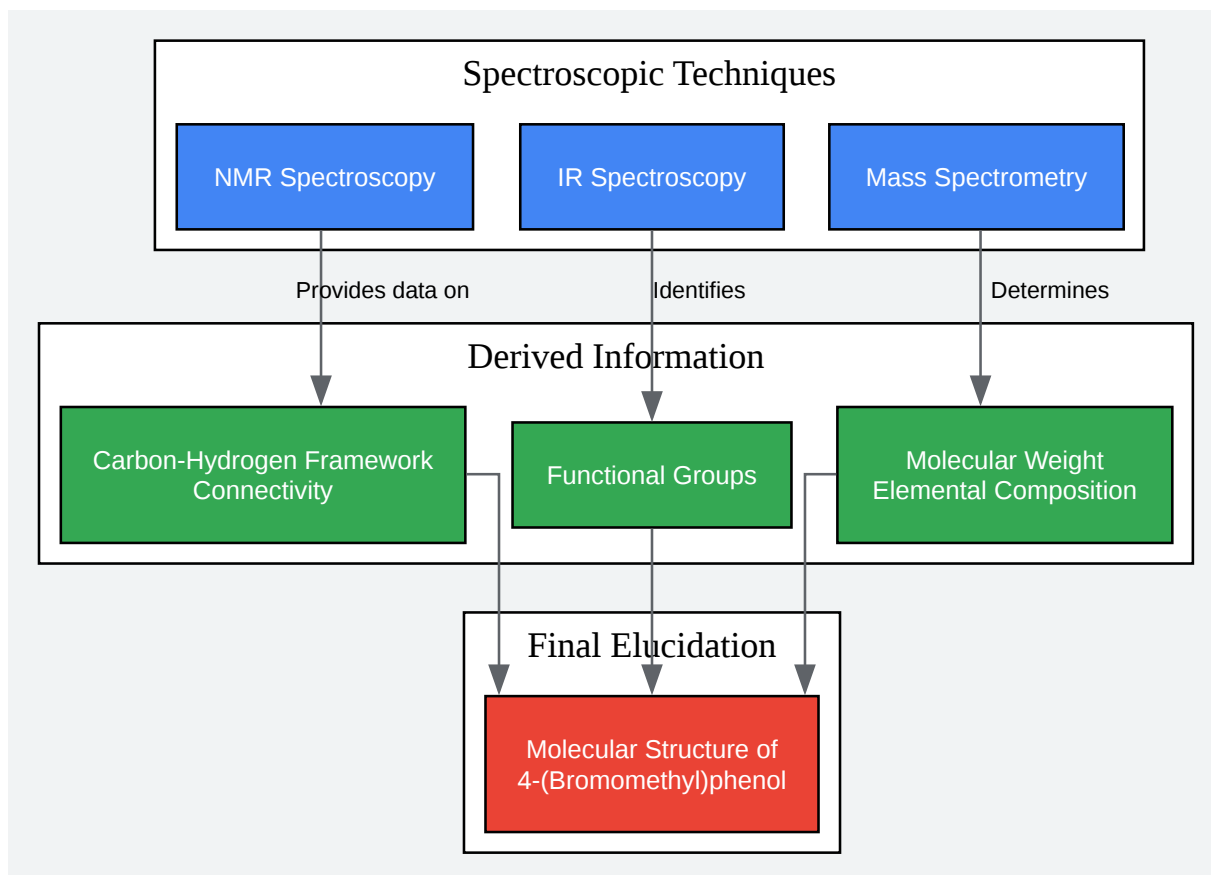 Spectroscopic Techniques
NMR Spectroscopy
IR Spectroscopy
Mass Spectrometry
Provides data on
Identifies
Determines
Derived Information
Carbon-Hydrogen Framework
Connectivity
Functional Groups
Molecular Weight
Elemental Composition
Final Elucidation
Molecular Structure of
4-(Bromomethyl)phenol